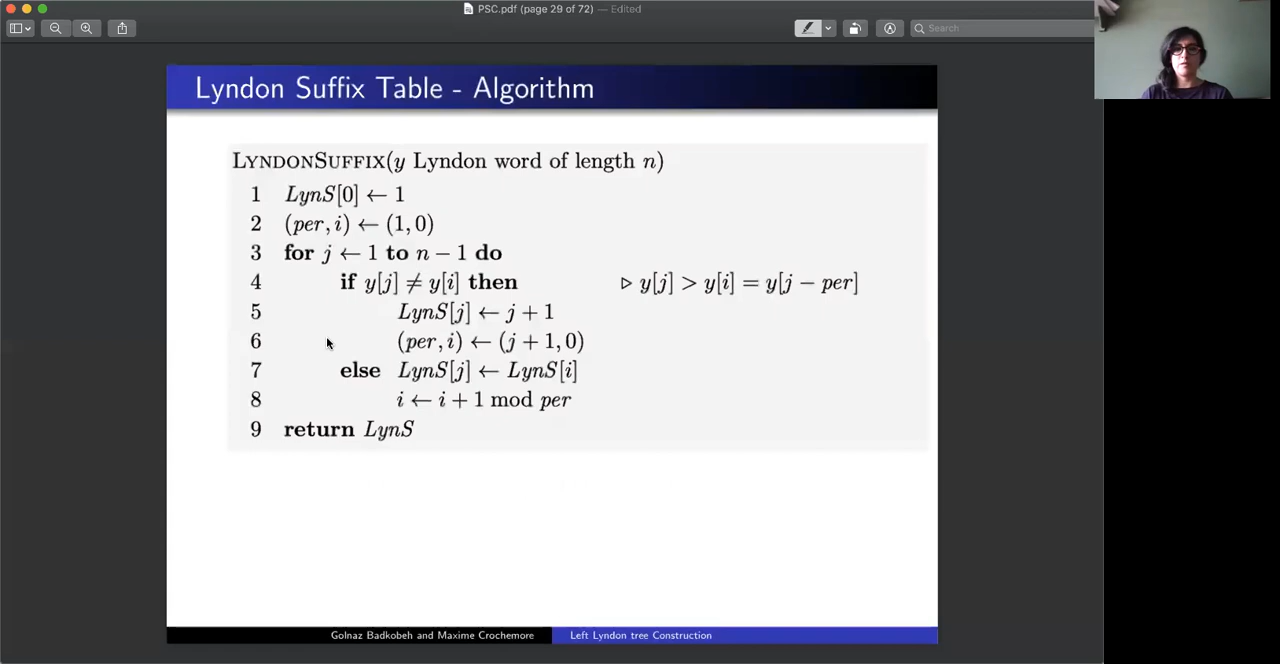 PSC.pdf (page 29 of 72) — Edited
Search
Lyndon Suffix Table - Algorithm
LYNDONSUFFIX(y Lyndon word of length n)
1 LynS[0] ← 1
2 (per, i) ← (1, 0)
3 for j ← 1 to n − 1 do
4 if y[j] ≠ y[i] then ▷ y[j] > y[i] = y[j − per]
5 LynS[j] ← j + 1
6 (per, i) ← (j + 1, 0)
7 else LynS[j] ← LynS[i]
8 i ← i + 1 mod per
9 return LynS
Golnaz Badkobeh and Maxime Crochemore Left Lyndon tree Construction